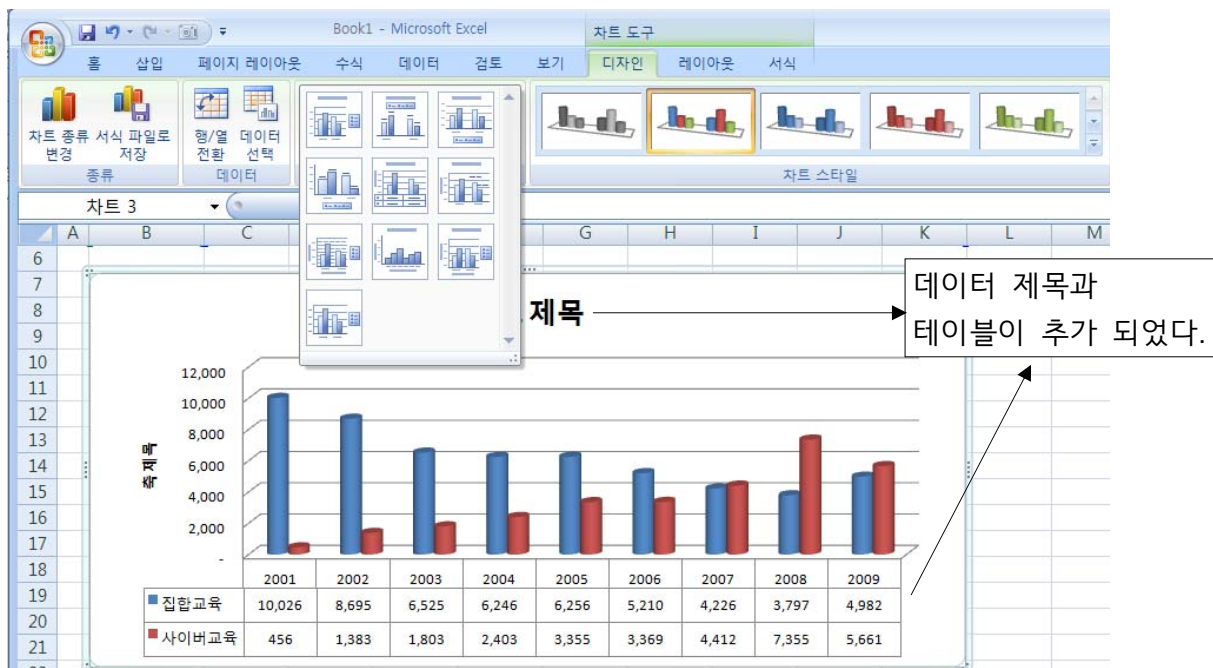 Book1 - Microsoft Excel
차트 도구
홈 삽입 페이지 레이아웃 수식 데이터 검토 보기 디자인 레이아웃 서식
차트 종류 변경
서식 파일로 저장
행/열 전환
데이터 선택
종류
데이터
차트 스타일
차트 3
A B C G H I J K L M
6
7
8
9
10
11
12
13
14
15
16
17
18
19
20
21
제목
데이터 제목과
테이블이 추가 되었다.
축 제목
12,000
10,000
8,000
6,000
4,000
2,000
-
2001 2002 2003 2004 2005 2006 2007 2008 2009
집합교육 10,026 8,695 6,525 6,246 6,256 5,210 4,226 3,797 4,982
사이버교육 456 1,383 1,803 2,403 3,355 3,369 4,412 7,355 5,661